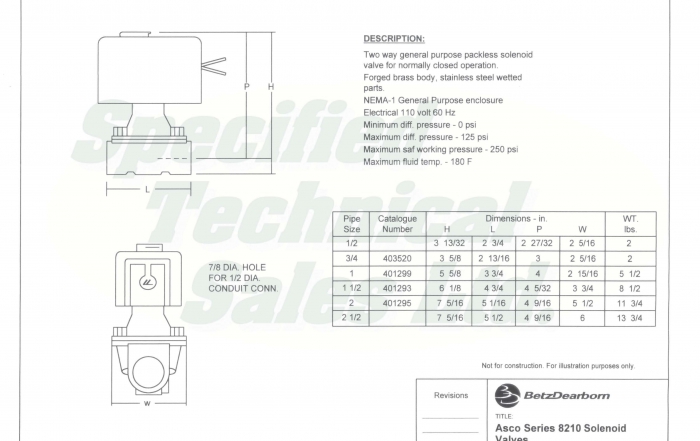 DESCRIPTION:
Two way general purpose packless solenoid
valve for normally closed operation.
Forged brass body, stainless steel wetted
parts.
NEMA-1 General Purpose enclosure
Electrical 110 volt 60 Hz
Minimum diff. pressure - 0 psi
Maximum diff. pressure - 125 psi
Maximum saf working pressure - 250 psi
Maximum fluid temp. - 180 F
P
H
L
Specified
Technical
Sales Ltd.
7/8 DIA. HOLE
FOR 1/2 DIA.
CONDUIT CONN.
W
Pipe Size Catalogue Number Dimensions - in. WT. lbs.
H L P W
1/2 3 13/32 2 3/4 2 27/32 2 5/16 2
3/4 403520 3 5/8 2 13/16 3 2 5/16 2
1 401299 5 5/8 3 3/4 4 2 15/16 5 1/2
1 1/2 401293 6 1/8 4 3/4 4 5/32 3 3/4 8 1/2
2 401295 7 5/16 5 1/16 4 9/16 5 1/2 11 3/4
2 1/2 7 5/16 5 1/2 4 9/16 6 13 3/4
Not for construction. For illustration purposes only.
Revisions
BetzDearborn
TITLE:
Asco Series 8210 Solenoid
Valves